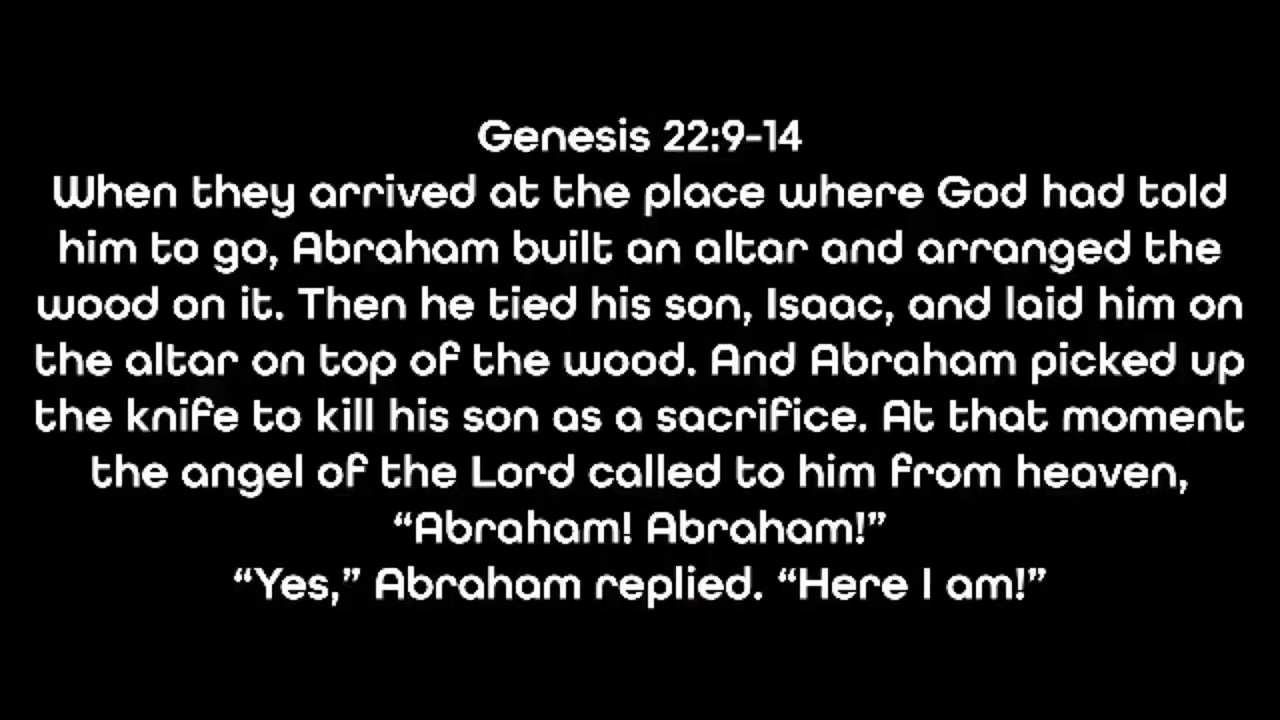 Genesis 22:9-14
When they arrived at the place where God had told
him to go, Abraham built an altar and arranged the
wood on it. Then he tied his son, Isaac, and laid him on
the altar on top of the wood. And Abraham picked up
the knife to kill his son as a sacrifice. At that moment
the angel of the Lord called to him from heaven,
“Abraham! Abraham!”
“Yes,” Abraham replied. “Here I am!”